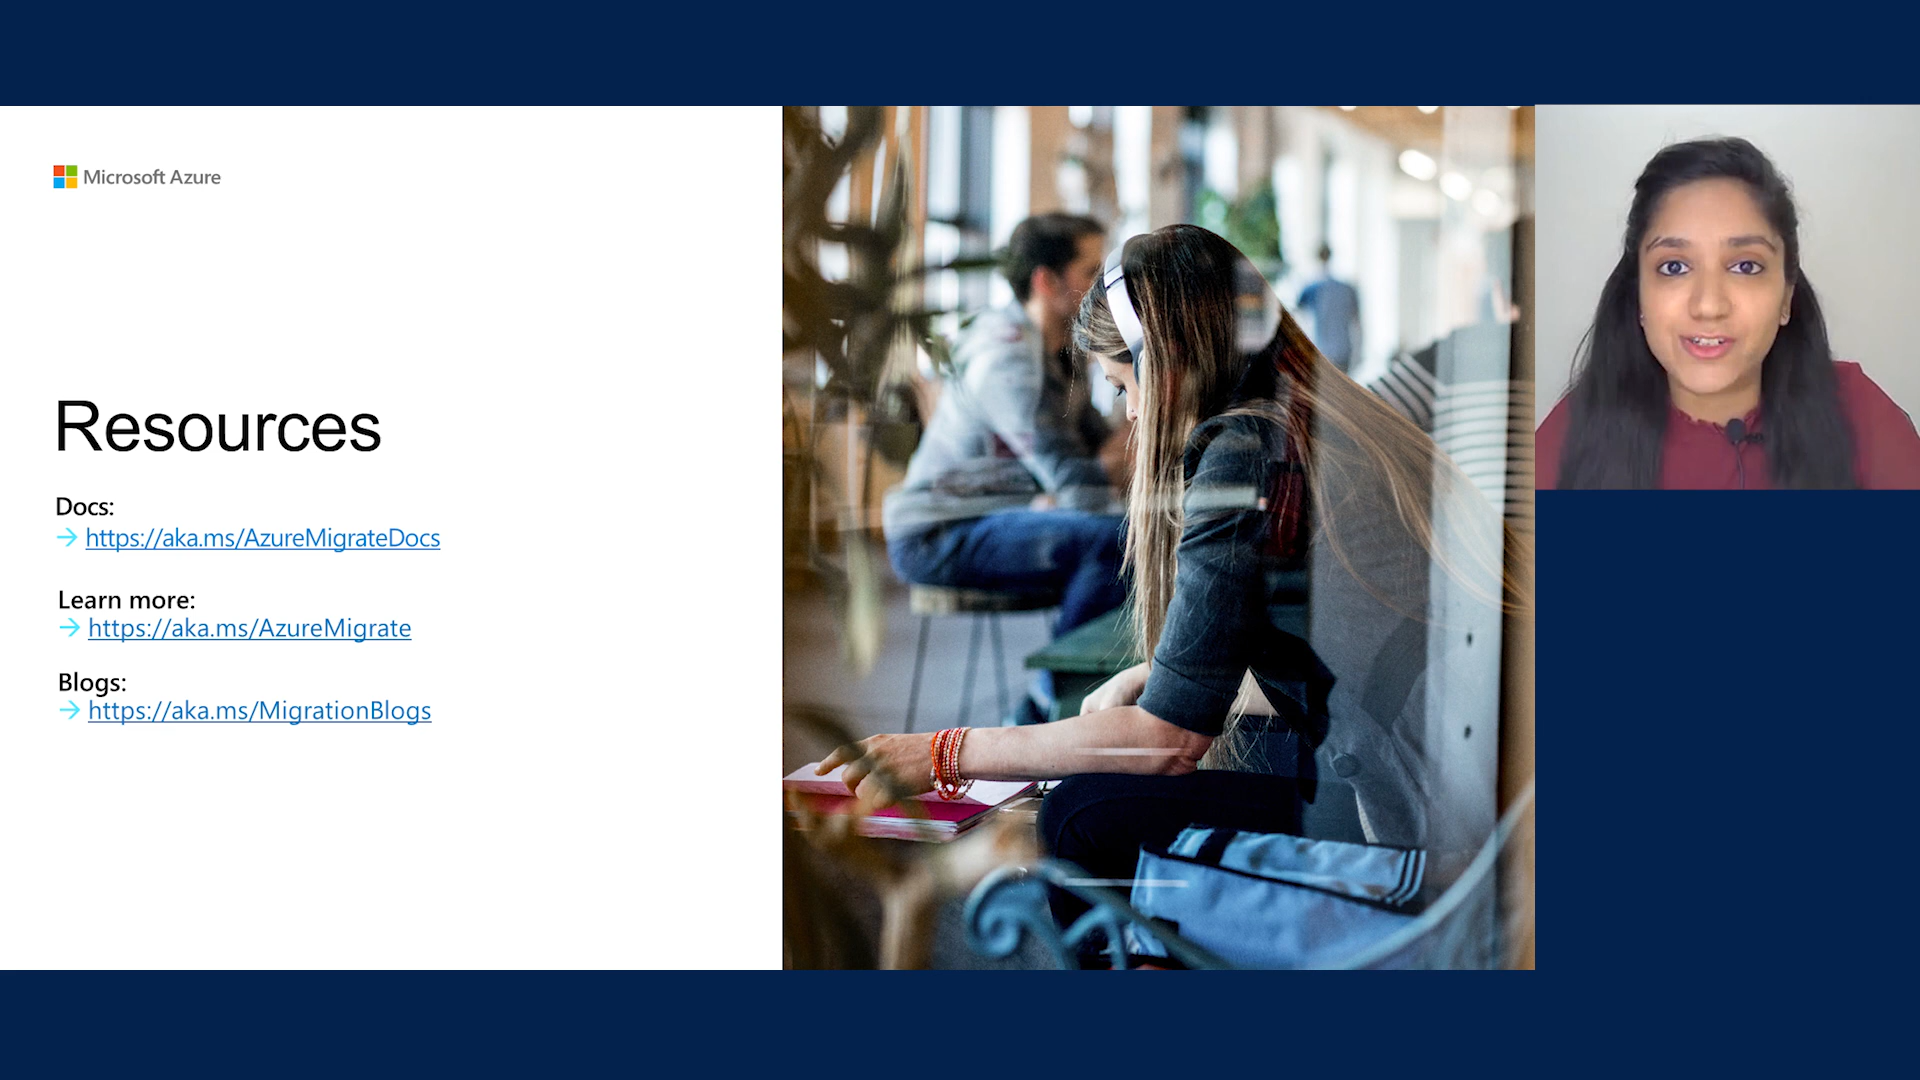 Microsoft Azure
Resources
Docs:
→ https://aka.ms/AzureMigrateDocs
Learn more:
→ https://aka.ms/AzureMigrate
Blogs:
→ https://aka.ms/MigrationBlogs